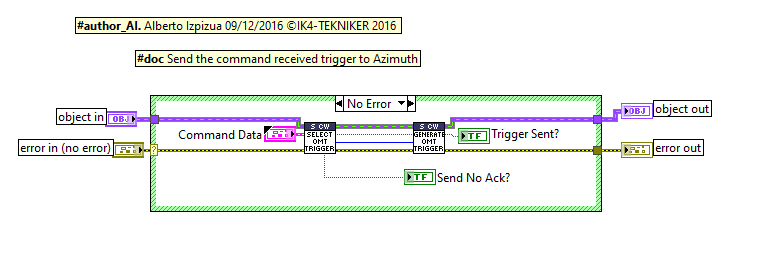 #author_AI. Alberto Izpizua 09/12/2016 ©IK4-TEKNIKER 2016
#doc Send the command received trigger to Azimuth
No Error
object in
OBJ
OBJ
object out
Command Data
S CW
SELECT
OMT
TRIGGER
S CW
GENERATE
OMT
TRIGGER
TF
Trigger Sent?
error in (no error)
?
error out
TF
Send No Ack?